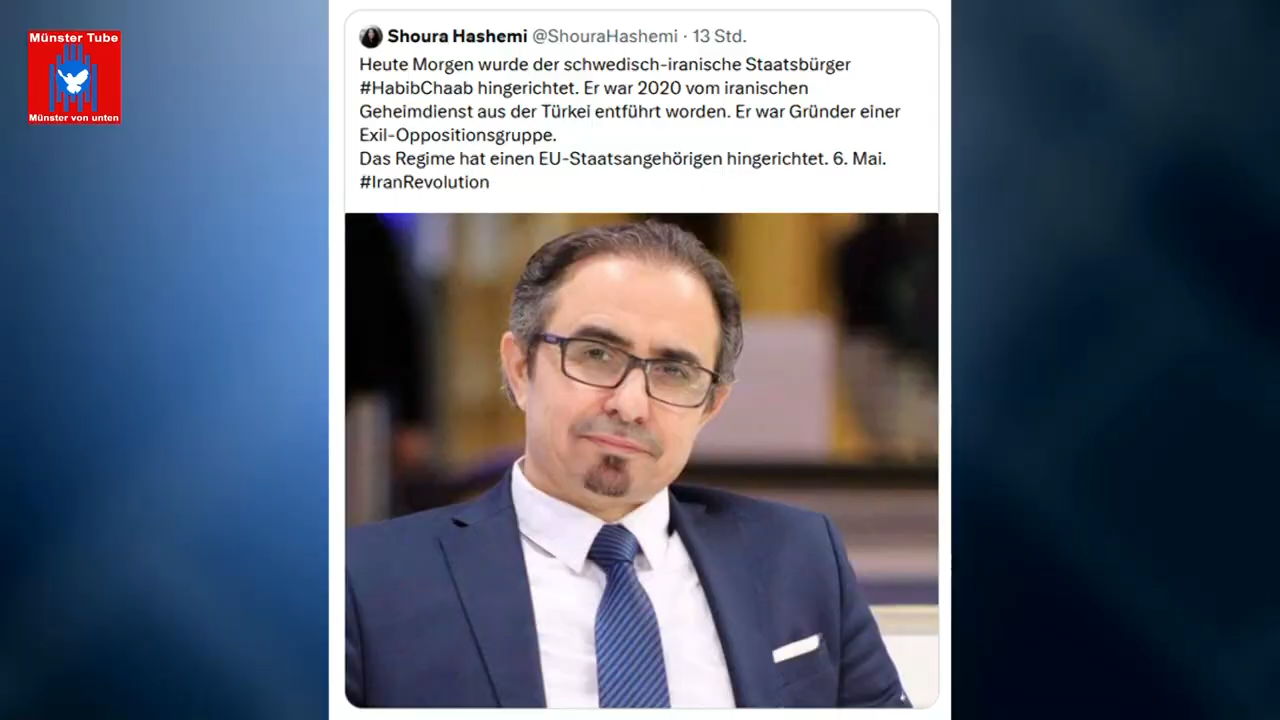 Münster Tube
Münster von unten
Shoura Hashemi @ShouraHashemi · 13 Std.
Heute Morgen wurde der schwedisch-iranische Staatsbürger
#HabibChaab hingerichtet. Er war 2020 vom iranischen
Geheimdienst aus der Türkei entführt worden. Er war Gründer einer
Exil-Oppositionsgruppe.
Das Regime hat einen EU-Staatsangehörigen hingerichtet. 6. Mai.
#IranRevolution